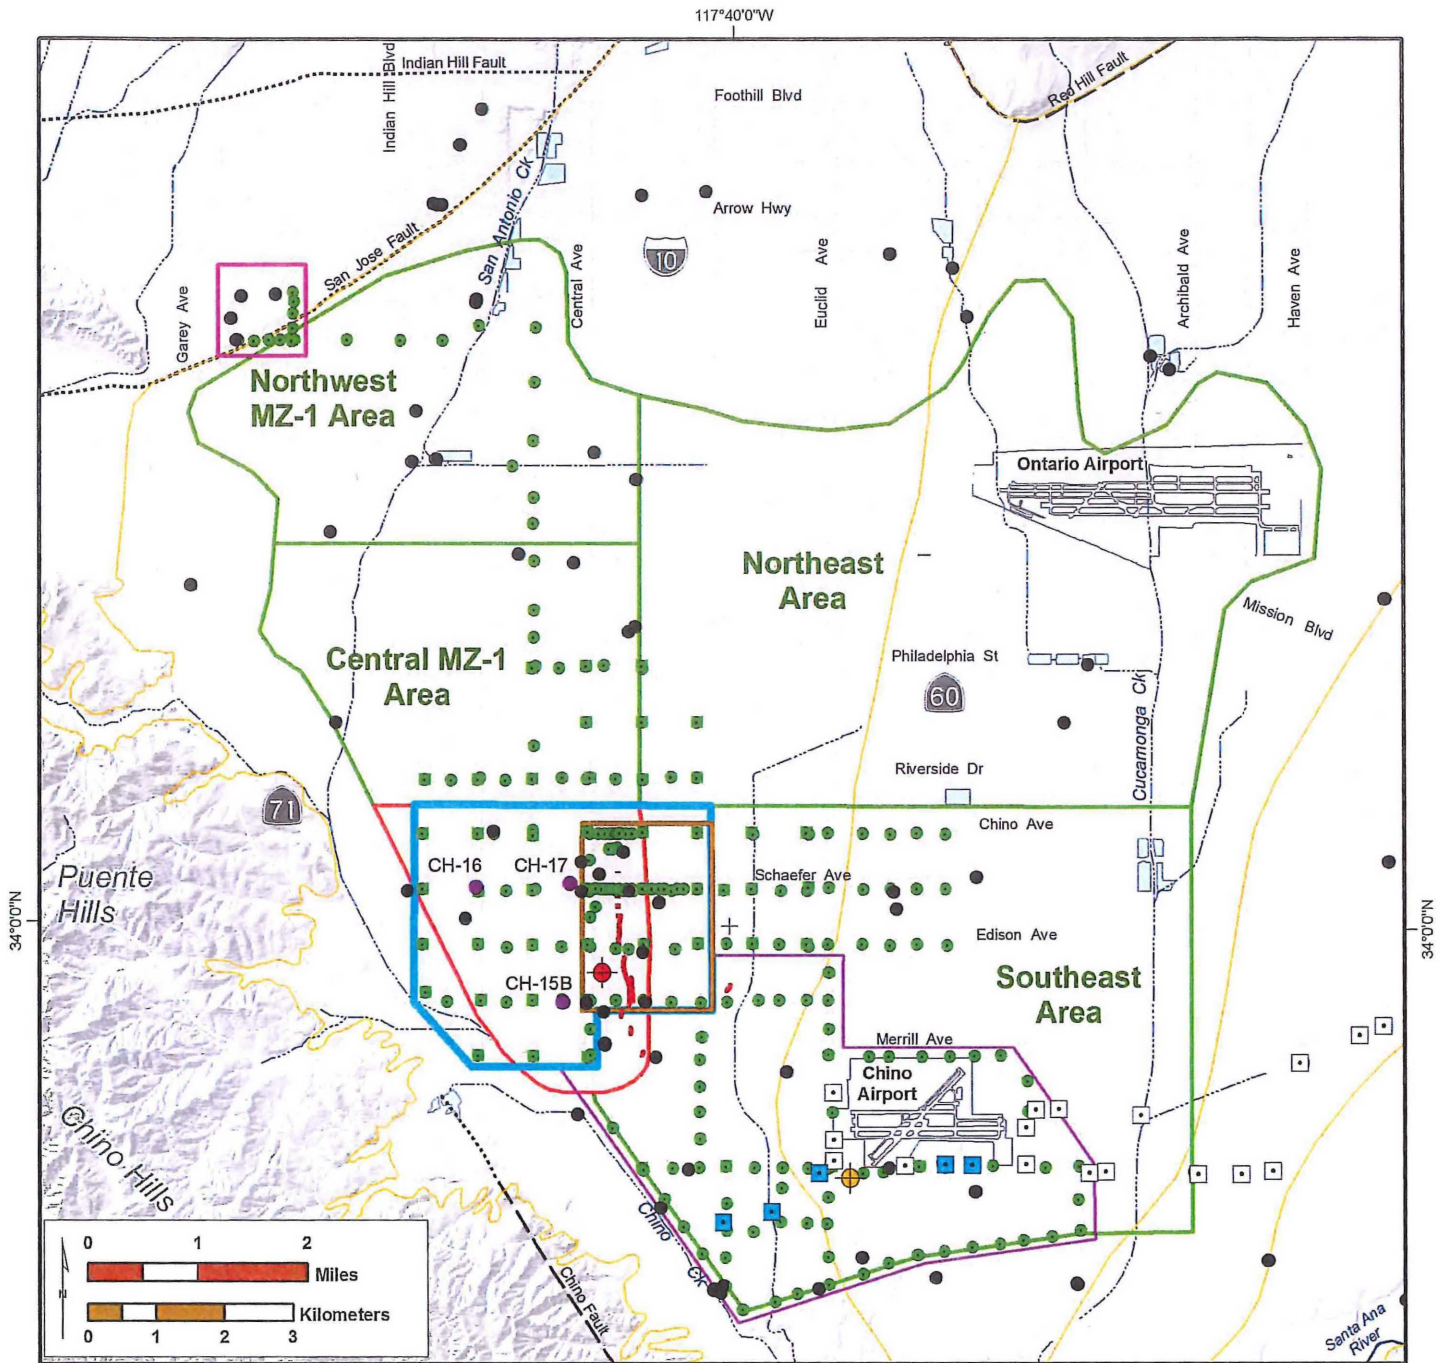 117°40'0"W
Indian Hill Blvd
Indian Hill Fault
Red Hill Fault
Foothill Blvd
San Antonio Ck
Arrow Hwy
10
San Jose Fault
Garey Ave
Central Ave
Euclid Ave
Archibald Ave
Haven Ave
Northwest
MZ-1 Area
Ontario Airport
Northeast
Area
Mission Blvd
Central MZ-1
Area
Philadelphia St
60
Cucamonga Ck
Riverside Dr
71
Chino Ave
CH-16
CH-17
Schaefer Ave
Puente
Hills
34°0'0"N
34°0'0"N
Edison Ave
CH-15B
Southeast
Area
Merrill Ave
Chino
Airport
Chino Hills
Chino
Ck
0
1
2
Miles
N
Kilometers
0
1
2
3
Chino Fault
Santa Ana
River